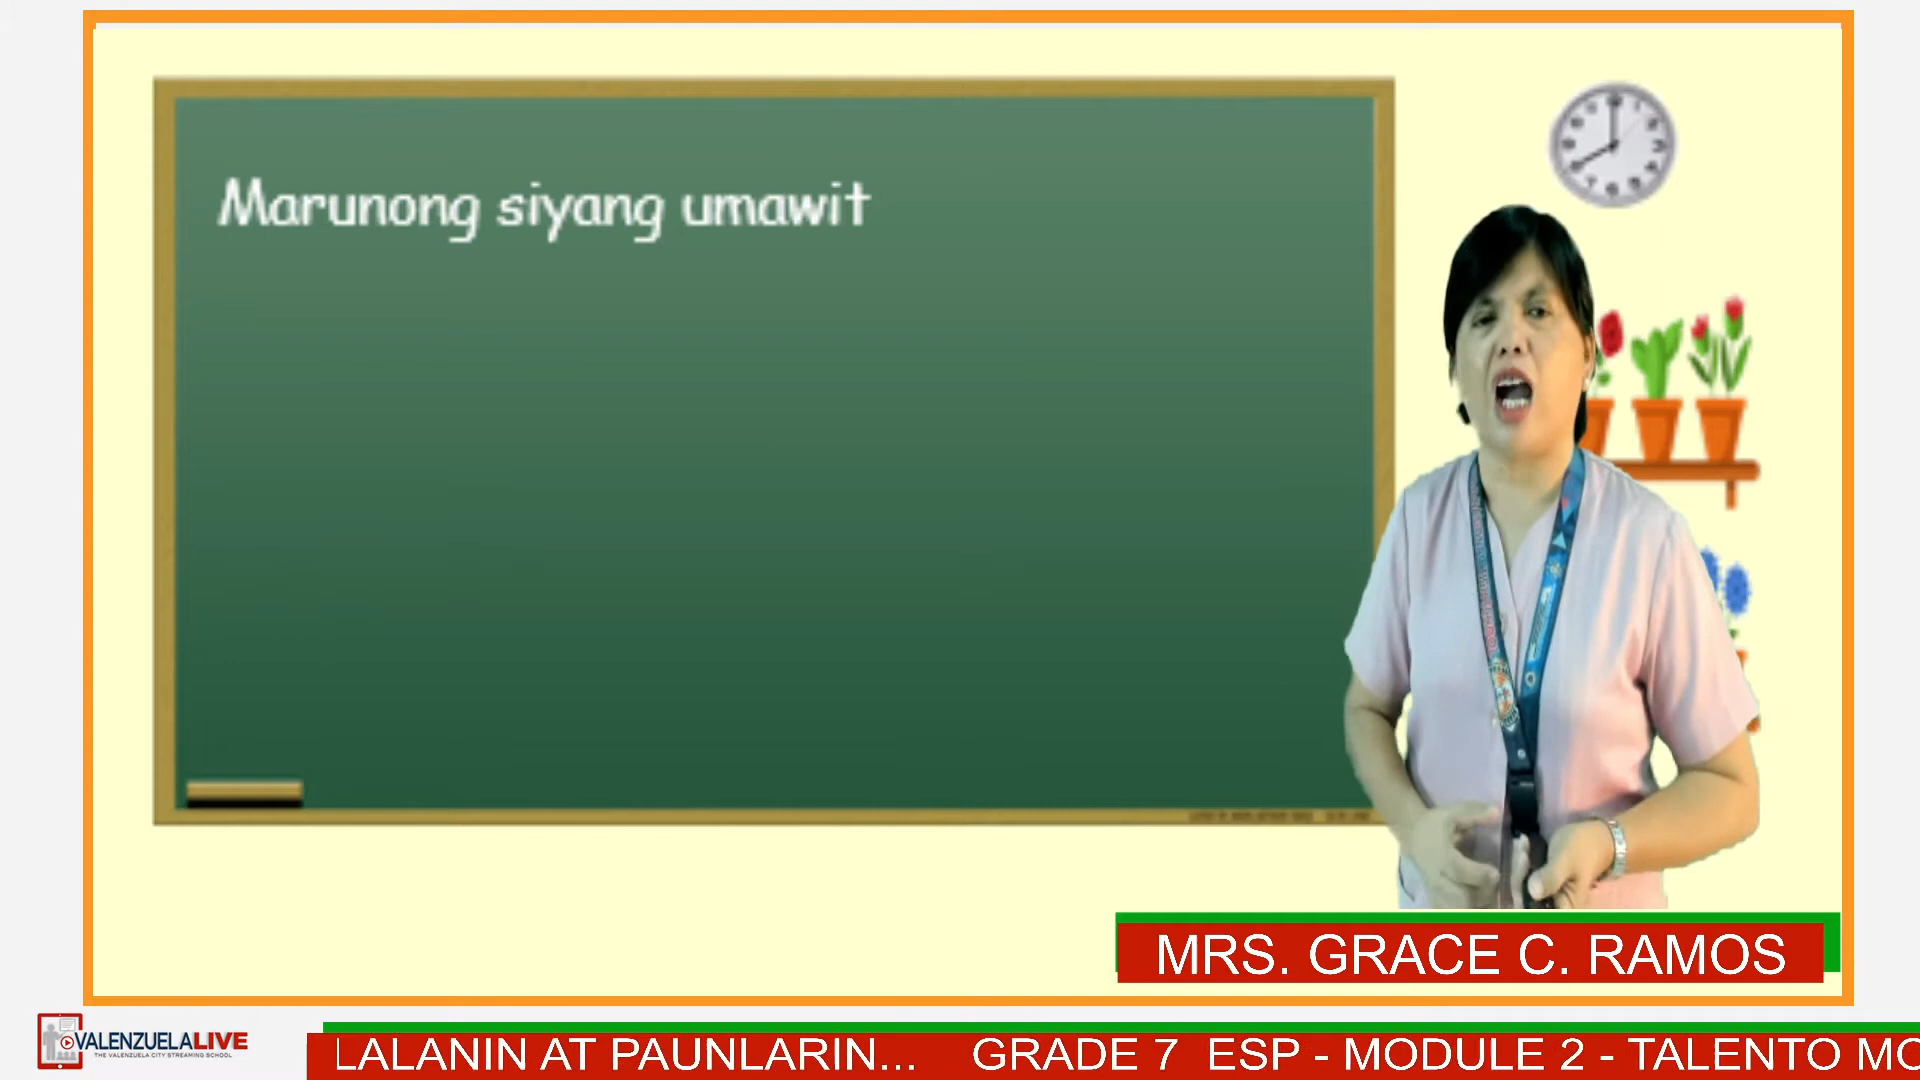 Marunong siyang umawit
MRS. GRACE C. RAMOS
VALENZUELALIVE
THE VALENZUELA CITY STREAMING SCHOOL
LALANIN AT PAUNLARIN... GRADE 7 ESP - MODULE 2 - TALENTO MO